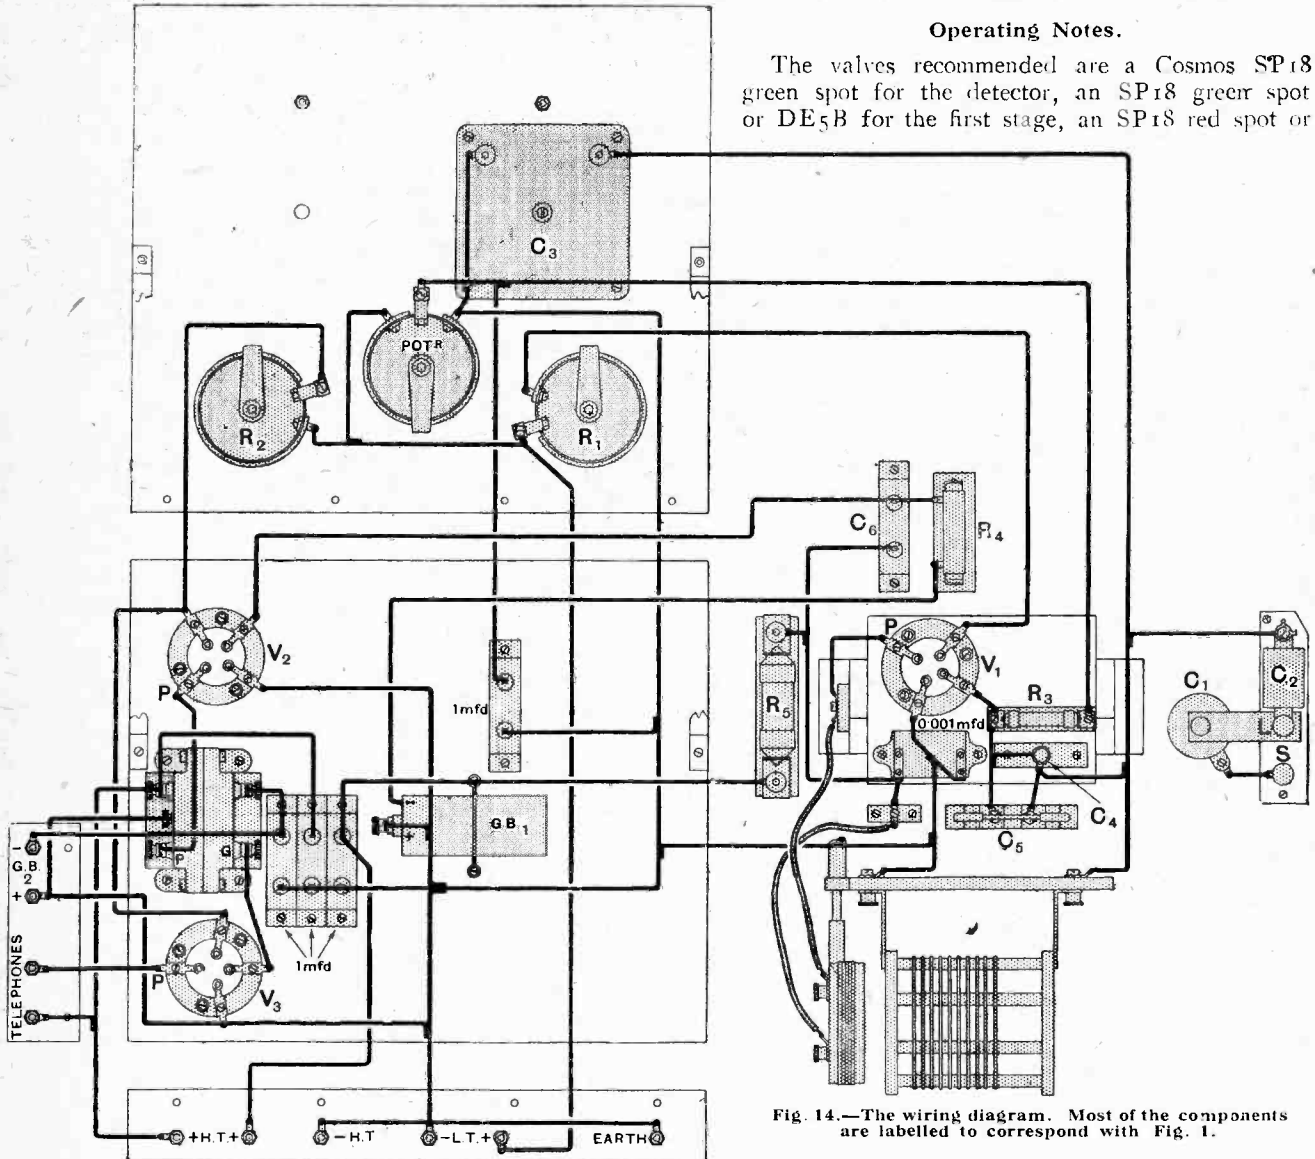 Operating Notes.
The valves recommended are a Cosmos SP18
green spot for the detector, an SP18 green spot
or DE5B for the first stage, an SP18 red spot or
C3
POTR
R2
R1
C6
R4
V2
P
1mfd
P
V1
R5
R3
0·001mfd
C1
C2
L
S
C4
C5
-
G.B.
2
+
P
G
- G.B. 1
+
TELEPHONES
P
V3
1mfd
+H.T.+
-H.T
-L.T.+
EARTH
Fig. 14.—The wiring diagram. Most of the components
are labelled to correspond with Fig. 1.